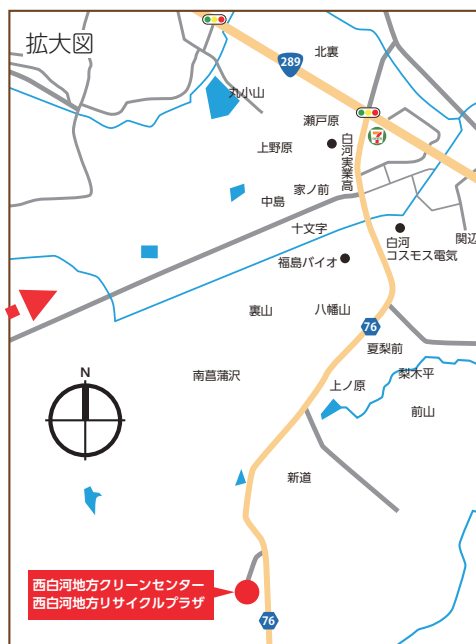 拡大図
北裏
289
丸小山
瀬戸原
上野原
白河実業高
7
家ノ前
中島
十文字
関辺
白河
コスモス電気
福島バイオ
裏山
八幡山
76
夏梨前
N
南菖蒲沢
上ノ原
梨木平
前山
新道
西白河地方クリーンセンター
西白河地方リサイクルプラザ
76